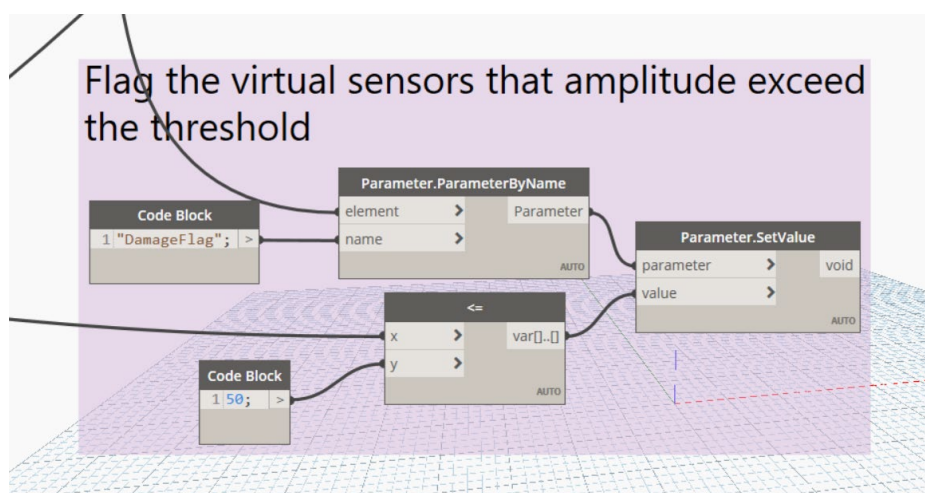 Flag the virtual sensors that amplitude exceed
the threshold
Parameter.ParameterByName
element > Parameter
name >
AUTO
Code Block
1 "DamageFlag"; >
Parameter.SetValue
parameter > void
value >
AUTO
<=
x > var[]..[]
y >
AUTO
Code Block
1 50; >